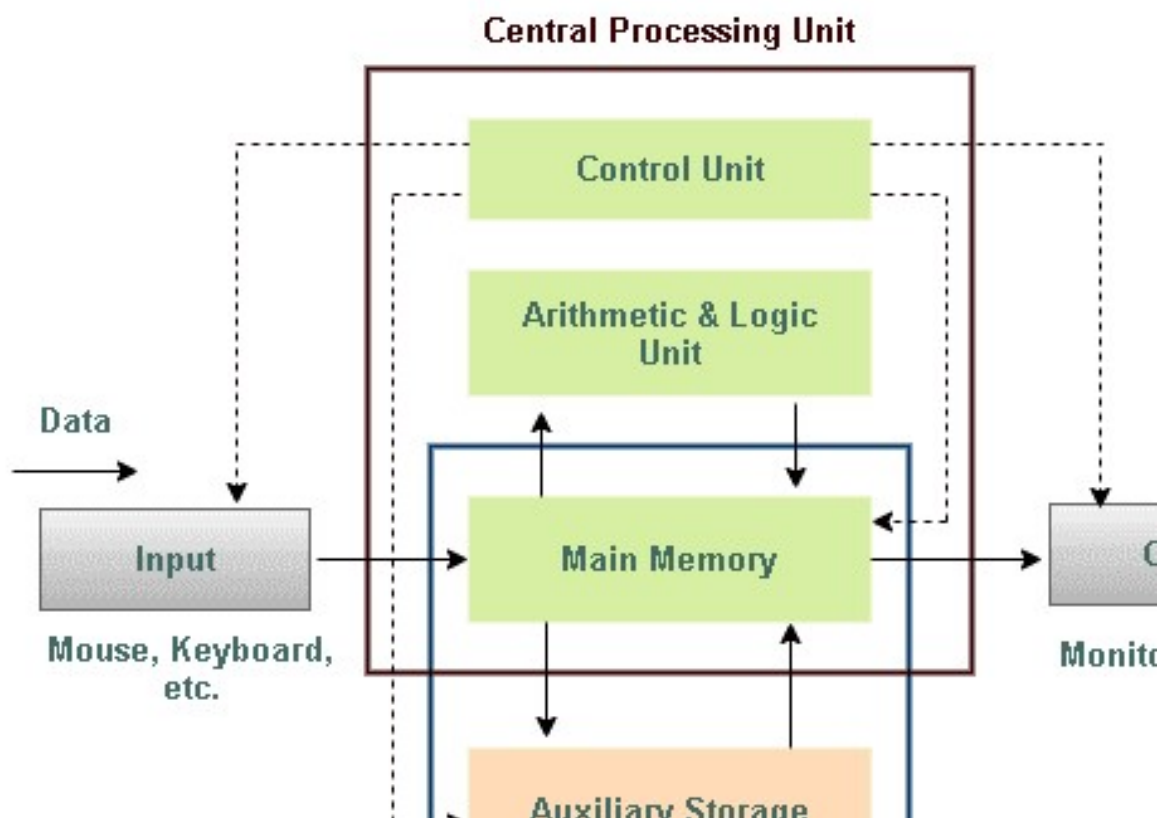 Central Processing Unit
Control Unit
Arithmetic & Logic
Unit
Data
Input
Main Memory
Mouse, Keyboard,
etc.
Auxiliary Storage